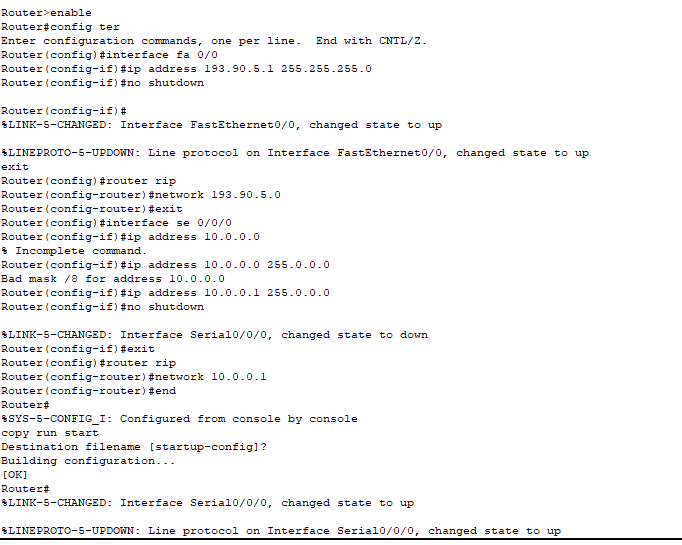 Router>enable
Router#config ter
Enter configuration commands, one per line.  End with CNTL/Z.
Router(config)#interface fa 0/0
Router(config-if)#ip address 193.90.5.1 255.255.255.0
Router(config-if)#no shutdown
Router(config-if)#
%LINK-5-CHANGED: Interface FastEthernet0/0, changed state to up
%LINEPROTO-5-UPDOWN: Line protocol on Interface FastEthernet0/0, changed state to up
exit
Router(config)#router rip
Router(config-router)#network 193.90.5.0
Router(config-router)#exit
Router(config)#interface se 0/0/0
Router(config-if)#ip address 10.0.0.0
% Incomplete command.
Router(config-if)#ip address 10.0.0.0 255.0.0.0
Bad mask /8 for address 10.0.0.0
Router(config-if)#ip address 10.0.0.1 255.0.0.0
Router(config-if)#no shutdown
%LINK-5-CHANGED: Interface Serial0/0/0, changed state to down
Router(config-if)#exit
Router(config)#router rip
Router(config-router)#network 10.0.0.1
Router(config-router)#end
Router#
%SYS-5-CONFIG_I: Configured from console by console
copy run start
Destination filename [startup-config]?
Building configuration...
[OK]
Router#
%LINK-5-CHANGED: Interface Serial0/0/0, changed state to up
%LINEPROTO-5-UPDOWN: Line protocol on Interface Serial0/0/0, changed state to up